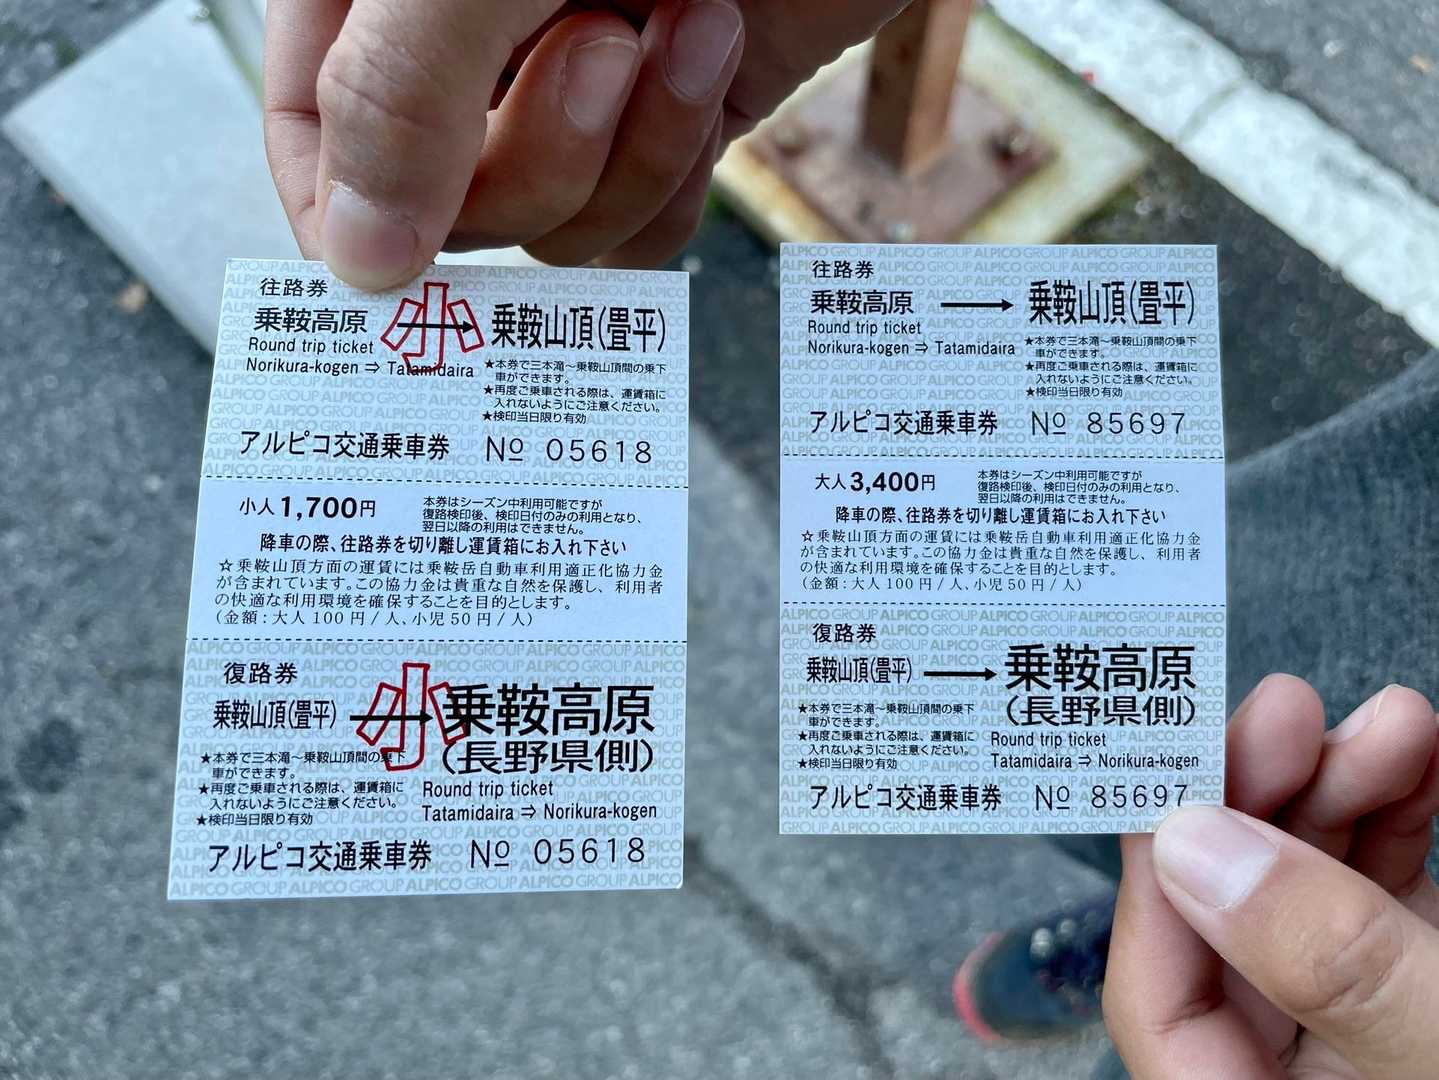 往路券
小
乗鞍高原 → 乗鞍山頂(畳平)
Round trip ticket
Norikura-kogen ⇒ Tatamidaira
★本券で三本滝～乗鞍山頂間の乗下
車ができます。
★再度ご乗車される際は、運賃箱に
入れないようにご注意ください。
★検印当日限り有効
アルピコ交通乗車券 № 05618
小人1,700円
本券はシーズン中利用可能ですが
復路検印後、検印日付のみの利用となり、
翌日以降の利用はできません。
降車の際、往路券を切り離し運賃箱にお入れ下さい
☆乗鞍山頂方面の運賃には乗鞍岳自動車利用適正化協力金
が含まれています。この協力金は貴重な自然を保護し、利用者
の快適な利用環境を確保することを目的とします。
(金額:大人100円/人、小児50円/人)
復路券
小
乗鞍山頂(畳平) → 乗鞍高原
(長野県側)
★本券で三本滝～乗鞍山頂間の乗下
車ができます。
★再度ご乗車される際は、運賃箱に
入れないようにご注意ください。
★検印当日限り有効
Round trip ticket
Tatamidaira ⇒ Norikura-kogen
アルピコ交通乗車券 № 05618
往路券
乗鞍高原 → 乗鞍山頂(畳平)
Round trip ticket
Norikura-kogen ⇒ Tatamidaira
★本券で三本滝～乗鞍山頂間の乗下
車ができます。
★再度ご乗車される際は、運賃箱に
入れないようにご注意ください。
★検印当日限り有効
アルピコ交通乗車券 № 85697
大人3,400円
本券はシーズン中利用可能ですが
復路検印後、検印日付のみの利用となり、
翌日以降の利用はできません。
降車の際、往路券を切り離し運賃箱にお入れ下さい
☆乗鞍山頂方面の運賃には乗鞍岳自動車利用適正化協力金
が含まれています。この協力金は貴重な自然を保護し、利用者
の快適な利用環境を確保することを目的とします。
(金額:大人100円/人、小児50円/人)
復路券
乗鞍山頂(畳平) → 乗鞍高原
(長野県側)
★本券で三本滝～乗鞍山頂間の乗下
車ができます。
★再度ご乗車される際は、運賃箱に
入れないようにご注意ください。
★検印当日限り有効
Round trip ticket
Tatamidaira ⇒ Norikura-kogen
アルピコ交通乗車券 № 85697